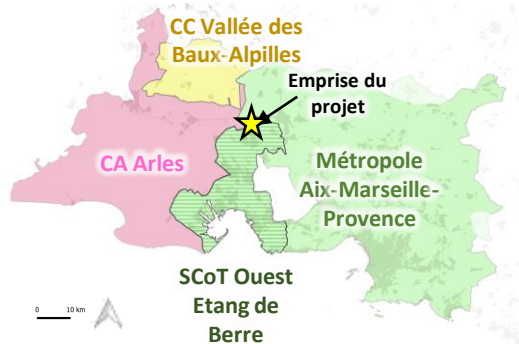 CC Vallée des
Baux-Alpilles
Emprise du
projet
CA Arles
Métropole
Aix-Marseille-
Provence
SCoT Ouest
Etang de
Berre
0 10 km